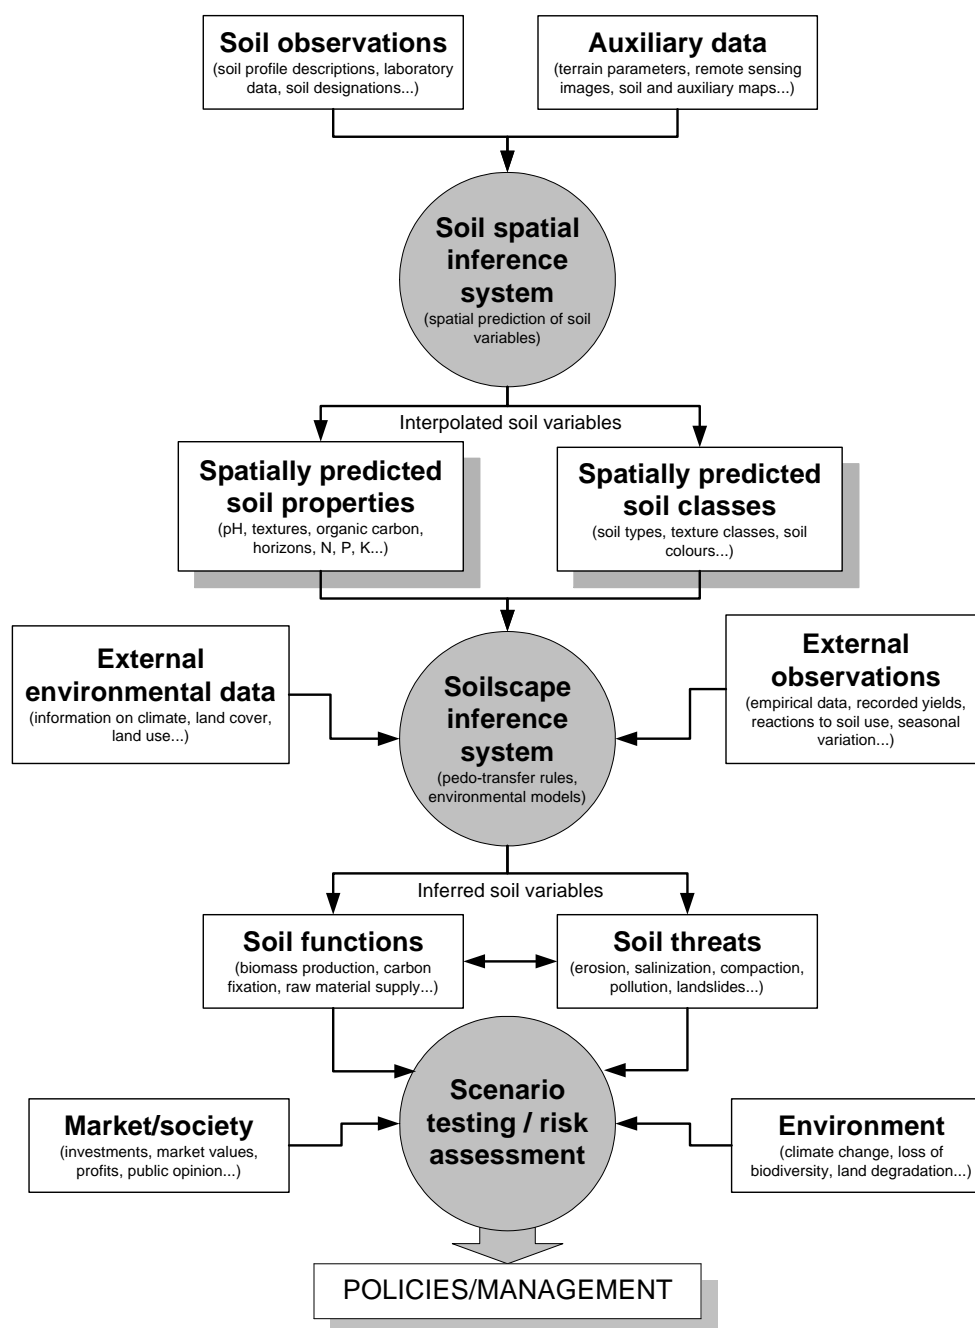 Soil observations
(soil profile descriptions, laboratory
data, soil designations...)
Auxiliary data
(terrain parameters, remote sensing
images, soil and auxiliary maps...)
Soil spatial
inference
system
(spatial prediction of soil
variables)
Interpolated soil variables
Spatially predicted
soil properties
(pH, textures, organic carbon,
horizons, N, P, K...)
Spatially predicted
soil classes
(soil types, texture classes, soil
colours...)
External
environmental data
(information on climate, land cover,
land use...)
Soilscape
inference
system
(pedo-transfer rules,
environmental models)
External
observations
(empirical data, recorded yields,
reactions to soil use, seasonal
variation...)
Inferred soil variables
Soil functions
(biomass production, carbon
fixation, raw material supply...)
Soil threats
(erosion, salinization, compaction,
pollution, landslides...)
Scenario
testing / risk
assessment
Market/society
(investments, market values,
profits, public opinion...)
Environment
(climate change, loss of
biodiversity, land degradation...)
POLICIES/MANAGEMENT